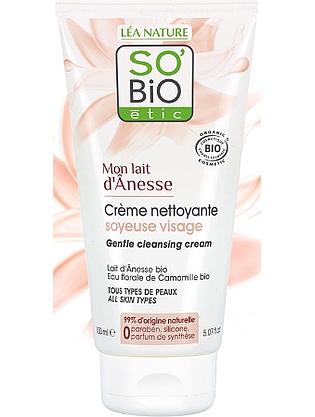 LÉA NATURE
SO'
BiO
étic
ORGANIC
BIO
COSMETIC
Mon lait
d'Ânesse
Crème nettoyante
soyeuse visage
Gentle cleansing cream
Lait d'Ânesse bio
Eau florale de Camomille bio
TOUS TYPES DE PEAUX
ALL SKIN TYPES
99% d'origine naturelle
0 paraben, silicone,
parfum de synthèse
150 ml e
5.07 fl.oz